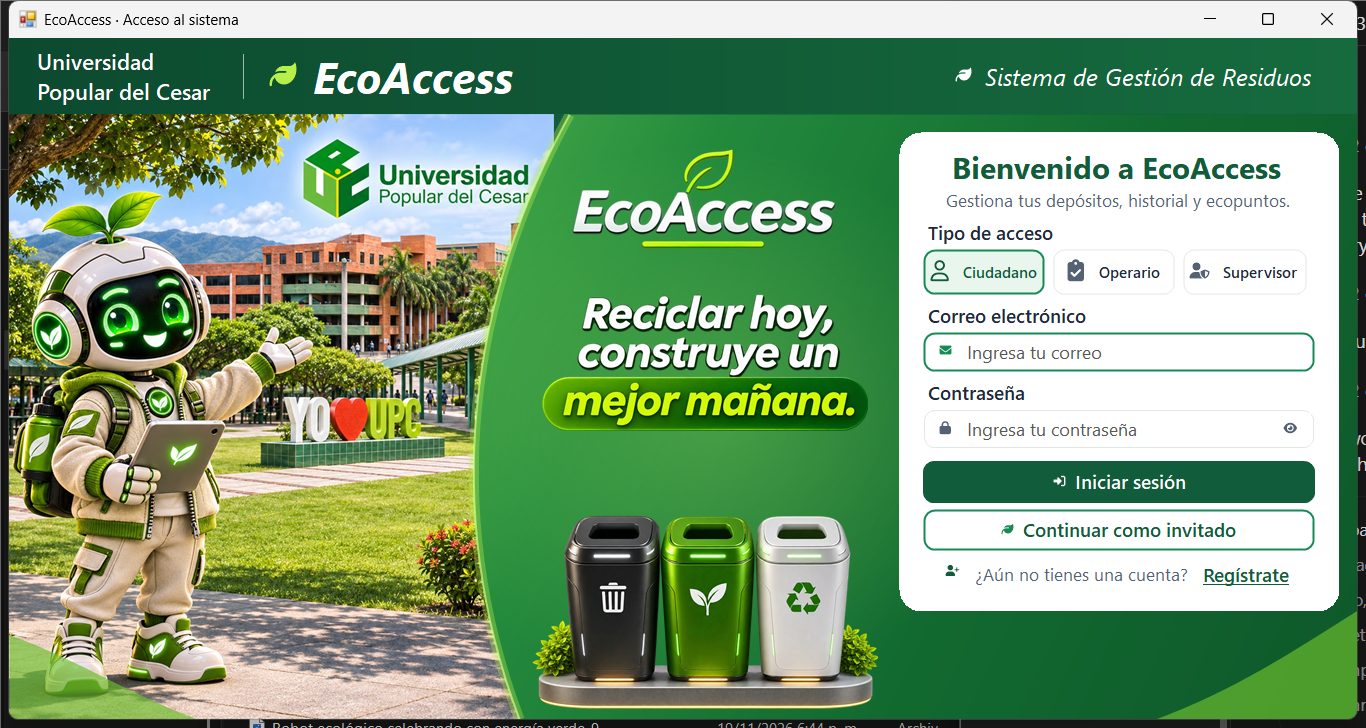 EcoAccess · Acceso al sistema
Universidad
Popular del Cesar
EcoAccess
Sistema de Gestión de Residuos
UPC
Universidad
Popular del Cesar
YO ❤ UPC
EcoAccess
Reciclar hoy,
construye un
mejor mañana.
Bienvenido a EcoAccess
Gestiona tus depósitos, historial y ecopuntos.
Tipo de acceso
Ciudadano
Operario
Supervisor
Correo electrónico
Ingresa tu correo
Contraseña
Ingresa tu contraseña
Iniciar sesión
Continuar como invitado
¿Aún no tienes una cuenta? Regístrate